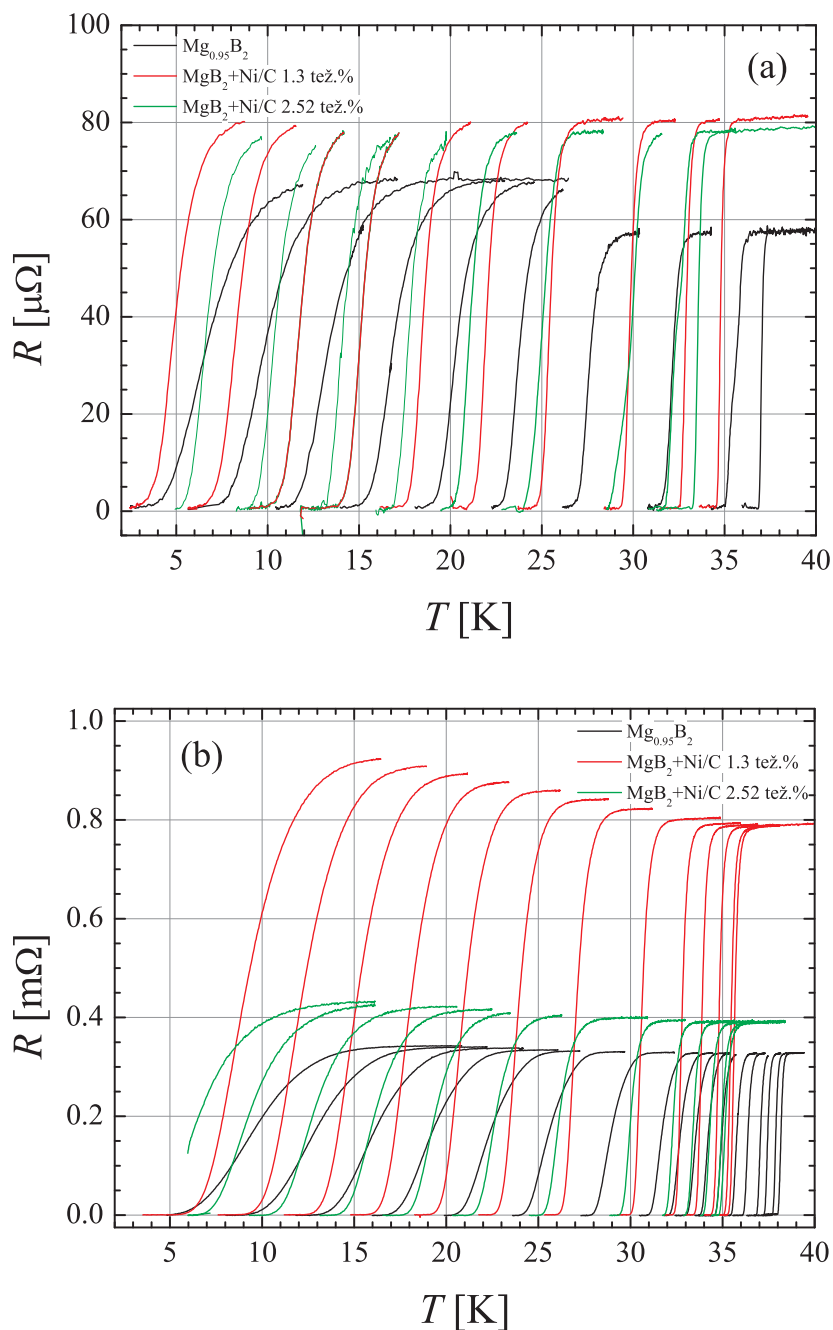 100
80
60
40
20
0
R [μΩ]
Mg0.95B2
MgB2+Ni/C 1.3 tež.%
MgB2+Ni/C 2.52 tež.%
(a)
5 10 15 20 25 30 35 40
T [K]
1.0
0.8
0.6
0.4
0.2
0.0
R [mΩ]
(b)
Mg0.95B2
MgB2+Ni/C 1.3 tež.%
MgB2+Ni/C 2.52 tež.%
5 10 15 20 25 30 35 40
T [K]